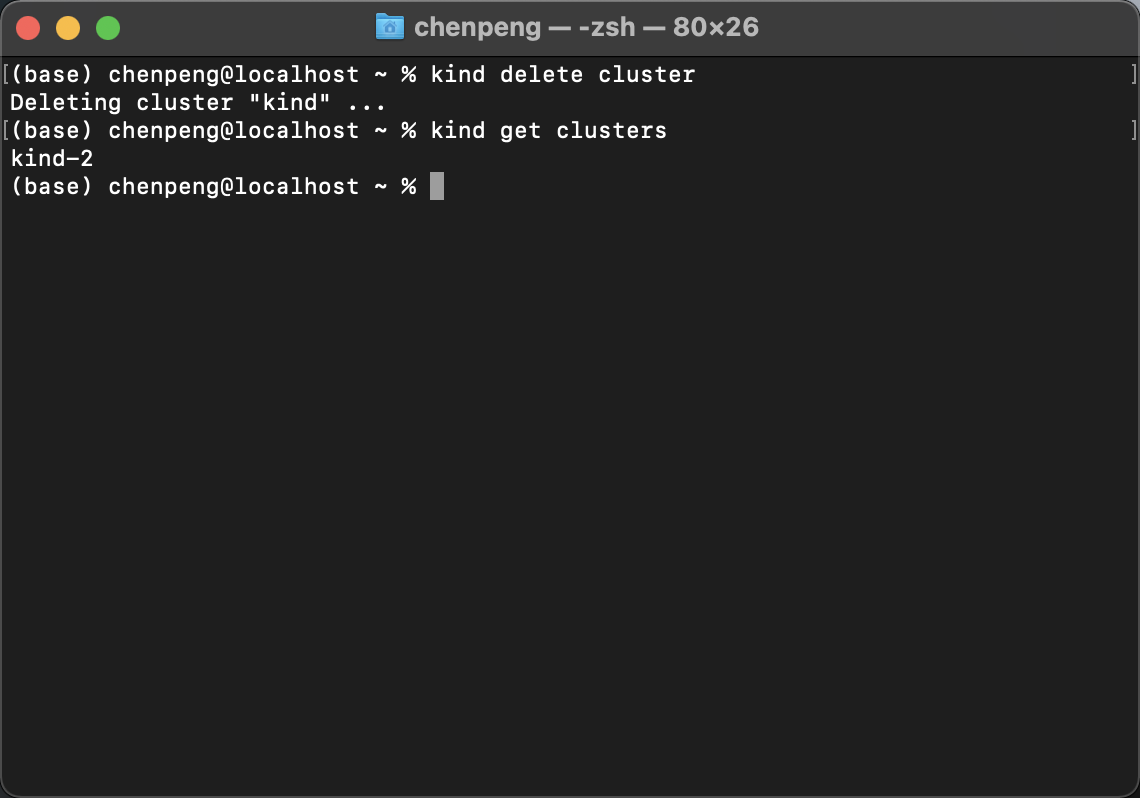 chenpeng — -zsh — 80×26
[(base) chenpeng@localhost ~ % kind delete cluster ]
Deleting cluster "kind" ...
[(base) chenpeng@localhost ~ % kind get clusters ]
kind-2
(base) chenpeng@localhost ~ %